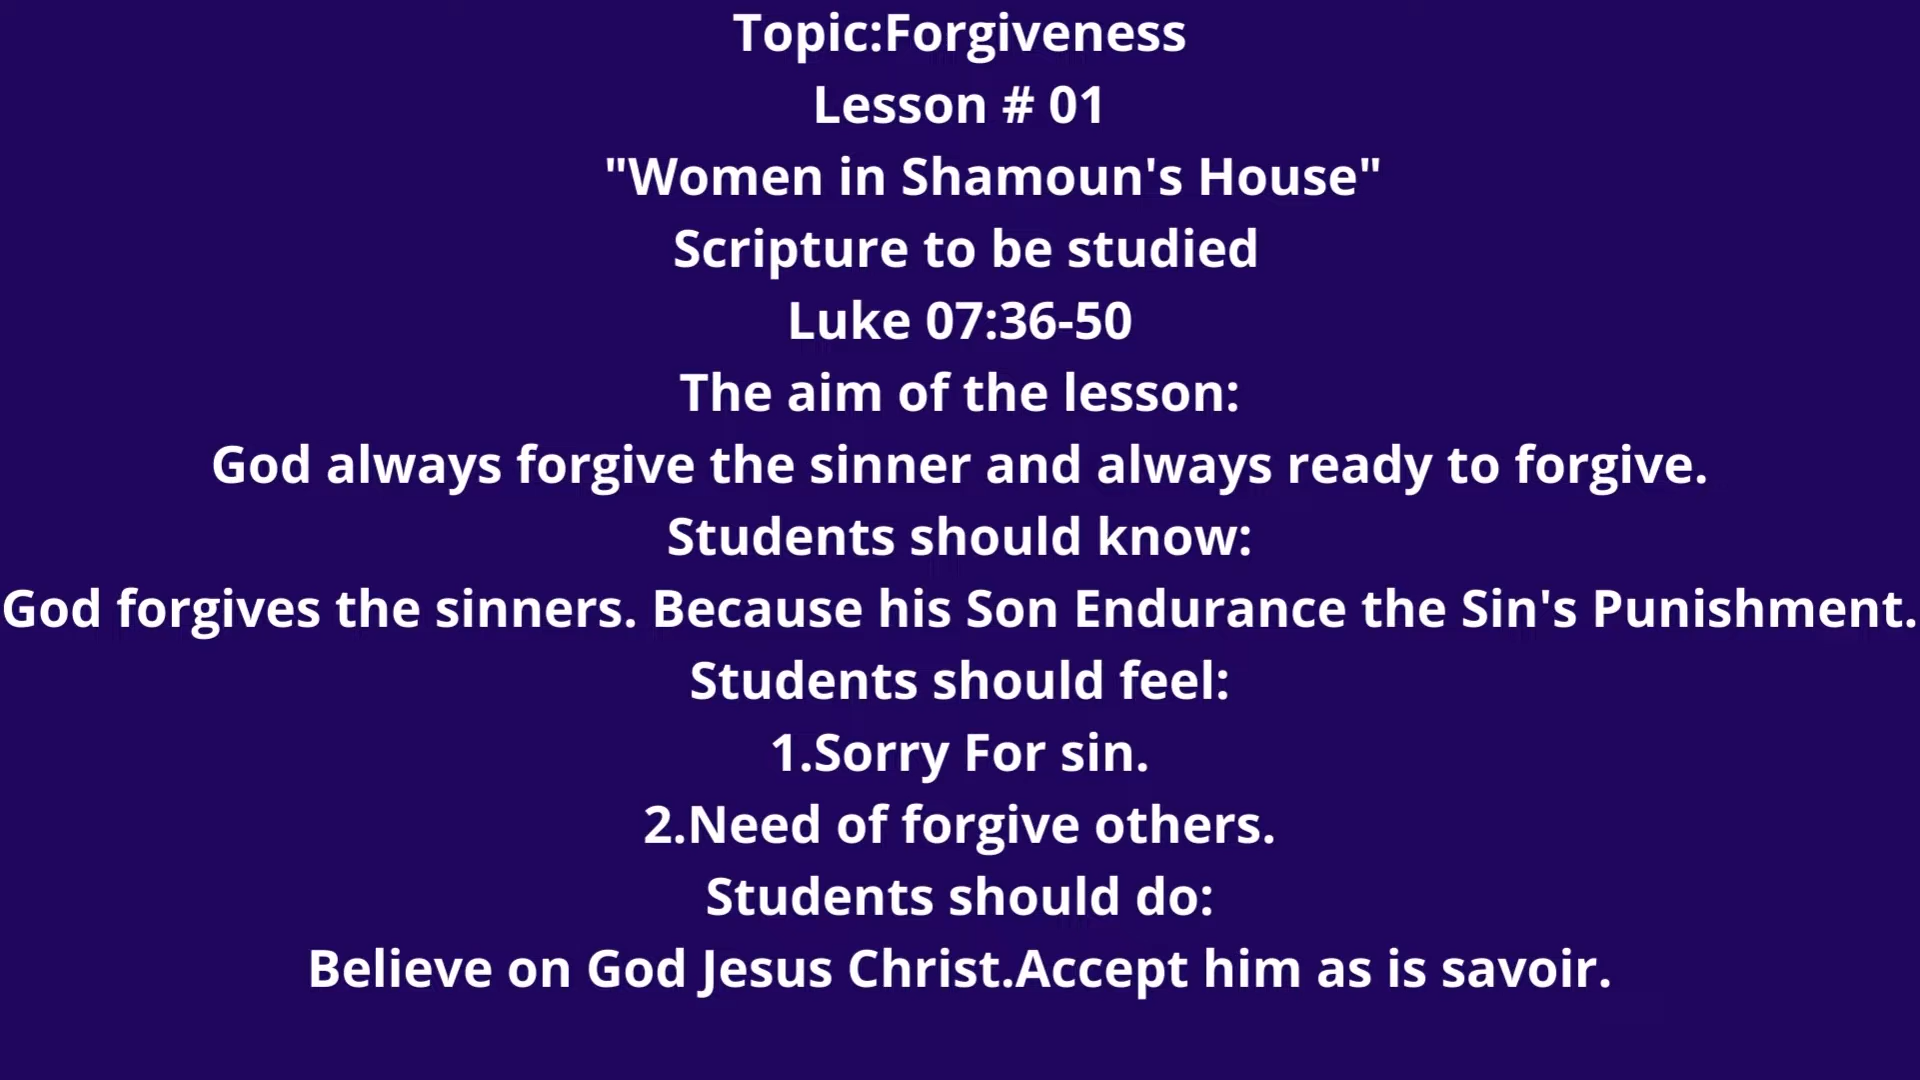 Topic:Forgiveness
Lesson # 01
"Women in Shamoun's House"
Scripture to be studied
Luke 07:36-50
The aim of the lesson:
God always forgive the sinner and always ready to forgive.
Students should know:
God forgives the sinners. Because his Son Endurance the Sin's Punishment.
Students should feel:
1.Sorry For sin.
2.Need of forgive others.
Students should do:
Believe on God Jesus Christ.Accept him as is savoir.